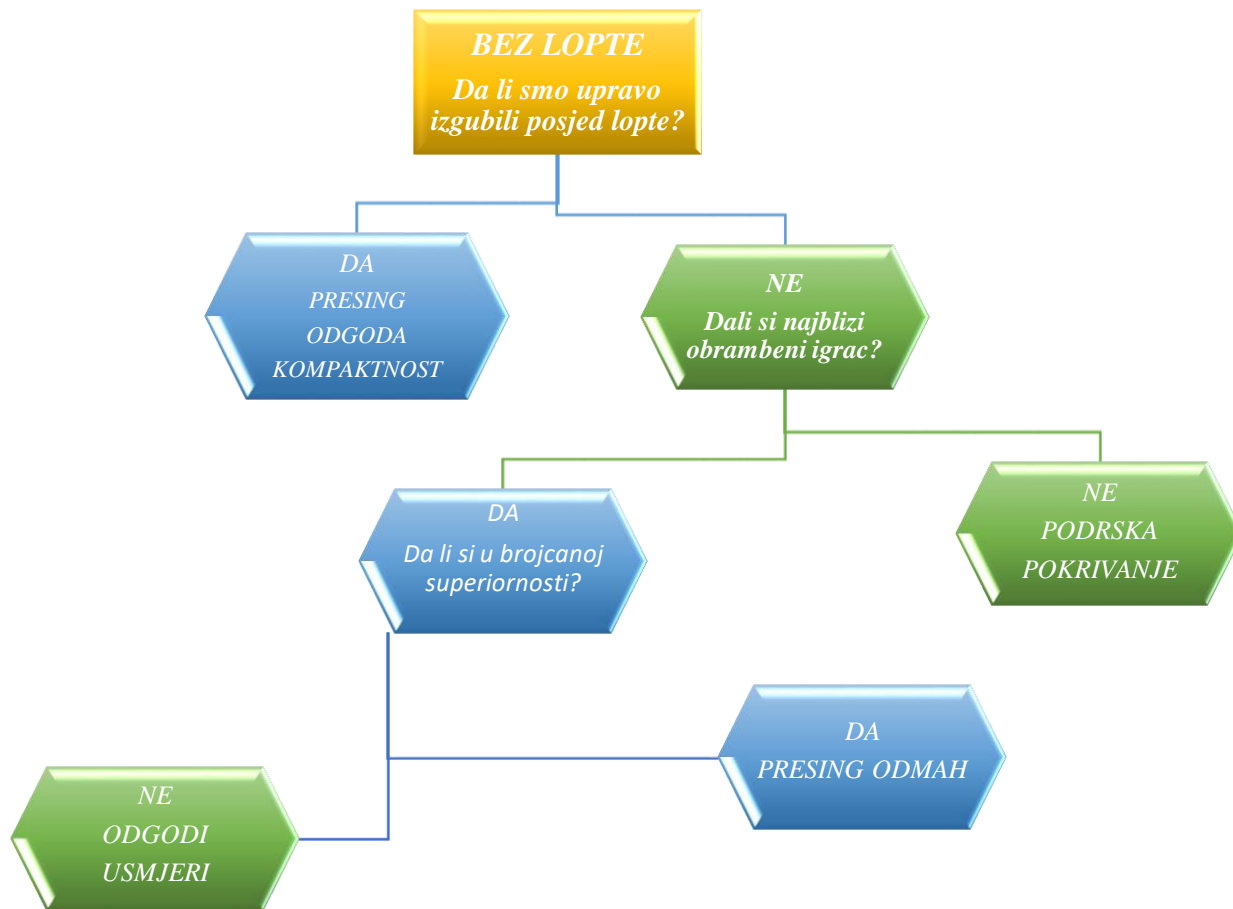 BEZ LOPTE
Da li smo upravo
izgubili posjed lopte?
DA
PRESING
ODGODA
KOMPAKTNOST
NE
Dali si najblizi
obrambeni igrac?
DA
Da li si u brojcanoj
superiornosti?
NE
PODRSKA
POKRIVANJE
DA
PRESING ODMAH
NE
ODGODI
USMJERI